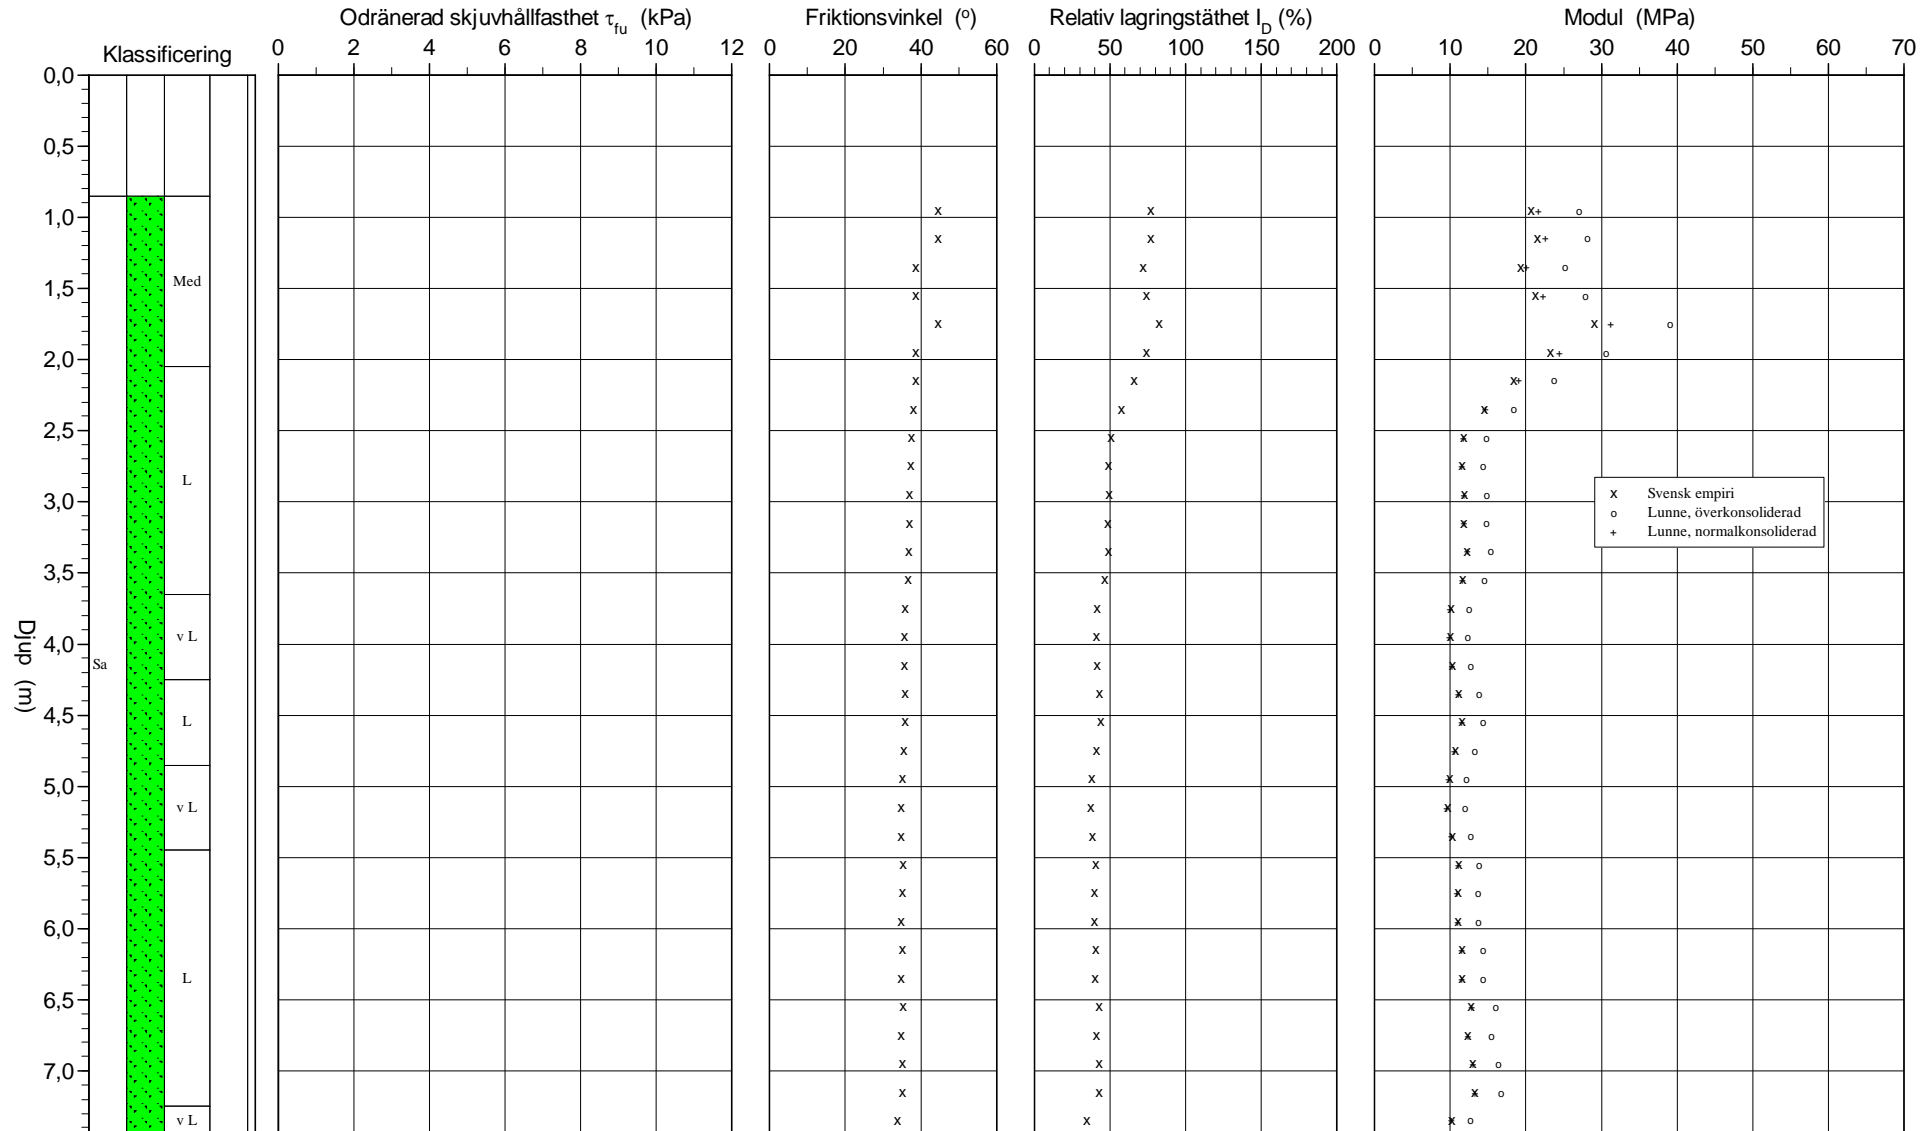 Klassificering
Odränerad skjuvhållfasthet τfu (kPa)
0 2 4 6 8 10 12
Friktionsvinkel (°)
0 20 40 60
Relativ lagringstäthet ID (%)
0 50 100 150 200
Modul (MPa)
0 10 20 30 40 50 60 70
Djup (m)
0,0
0,5
1,0
1,5
2,0
2,5
3,0
3,5
4,0
4,5
5,0
5,5
6,0
6,5
7,0
Sa
Med
L
v L
L
v L
L
v L
x Svensk empiri
o Lunne, överkonsoliderad
+ Lunne, normalkonsoliderad